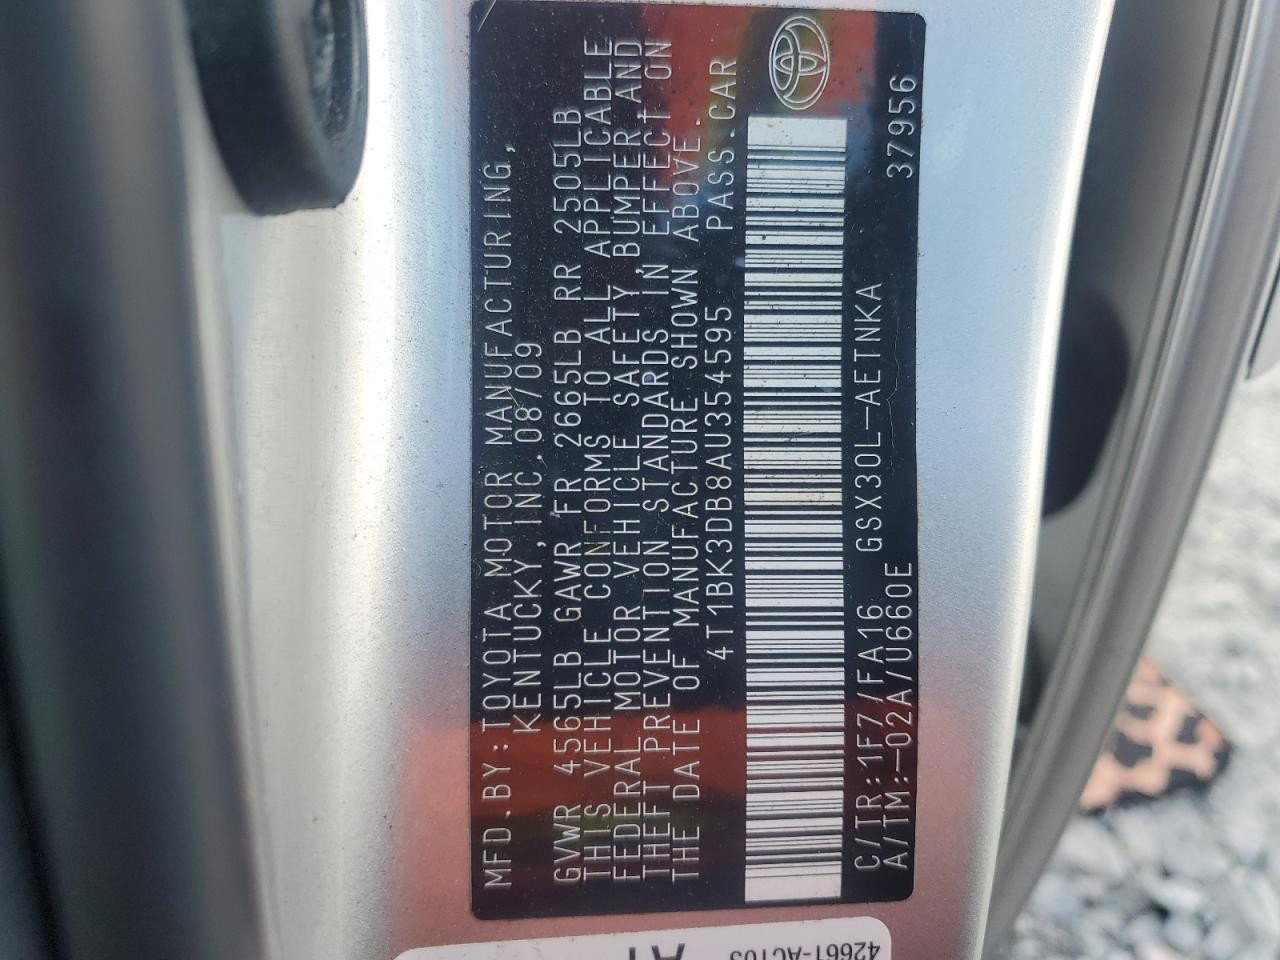 MFD.BY:TOYOTA MOTOR MANUFACTURING,
KENTUCKY,INC.08/09
GVWR 4565LB GAWR FR 2665LB RR 2505LB
THIS VEHICLE CONFORMS TO ALL APPLICABLE
FEDERAL MOTOR VEHICLE SAFETY,BUMPER,AND
THEFT PREVENTION STANDARDS IN EFFECT ON
THE DATE OF MANUFACTURE SHOWN ABOVE.
4T1BK3DB8AU354595 PASS.CAR
C/TR:1F7/FA16 GSX30L-AETNKA
A/TM:-02A/U660E 37956
42661-AC103